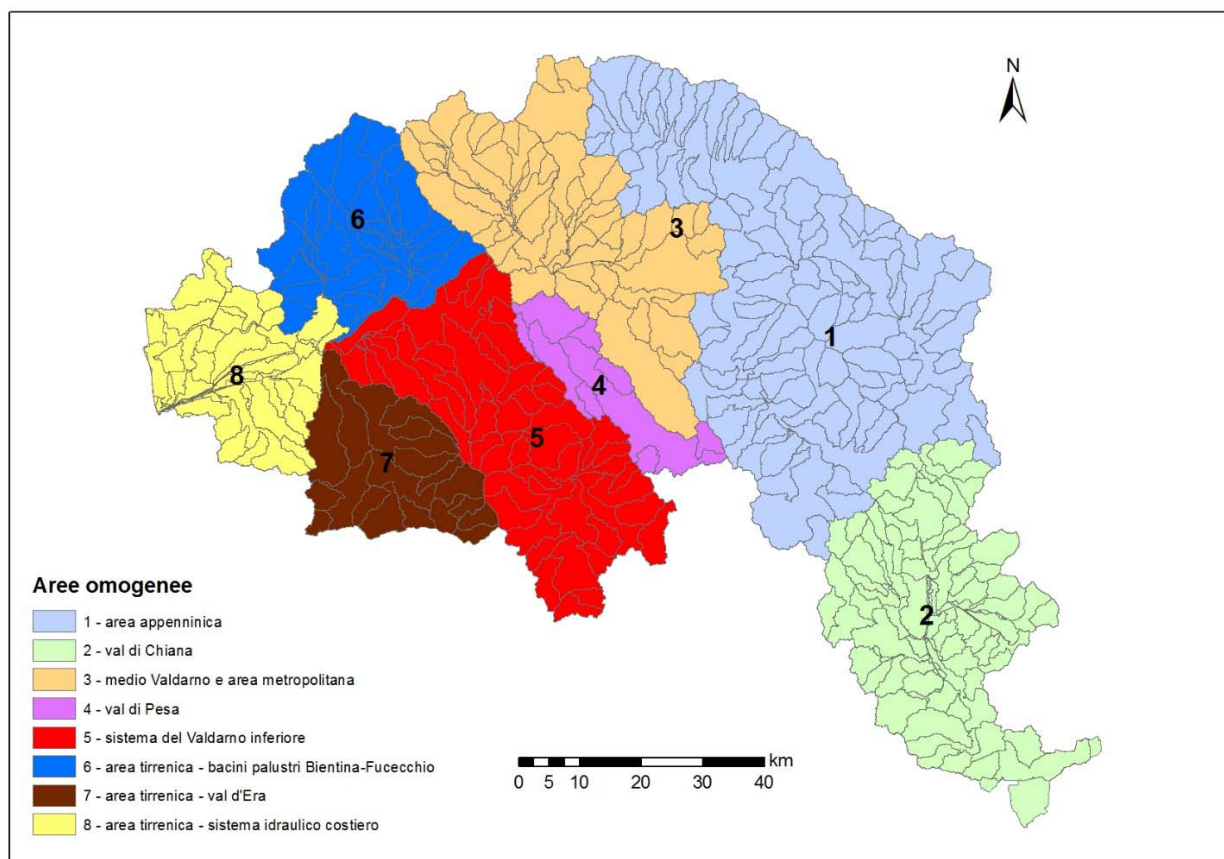 N
6
3
1
8
4
5
7
2
Aree omogenee
1 - area appenninica
2 - val di Chiana
3 - medio Valdarno e area metropolitana
4 - val di Pesa
5 - sistema del Valdarno inferiore
6 - area tirrenica - bacini palustri Bientina-Fucecchio
7 - area tirrenica - val d'Era
8 - area tirrenica - sistema idraulico costiero
km
0 5 10 20 30 40